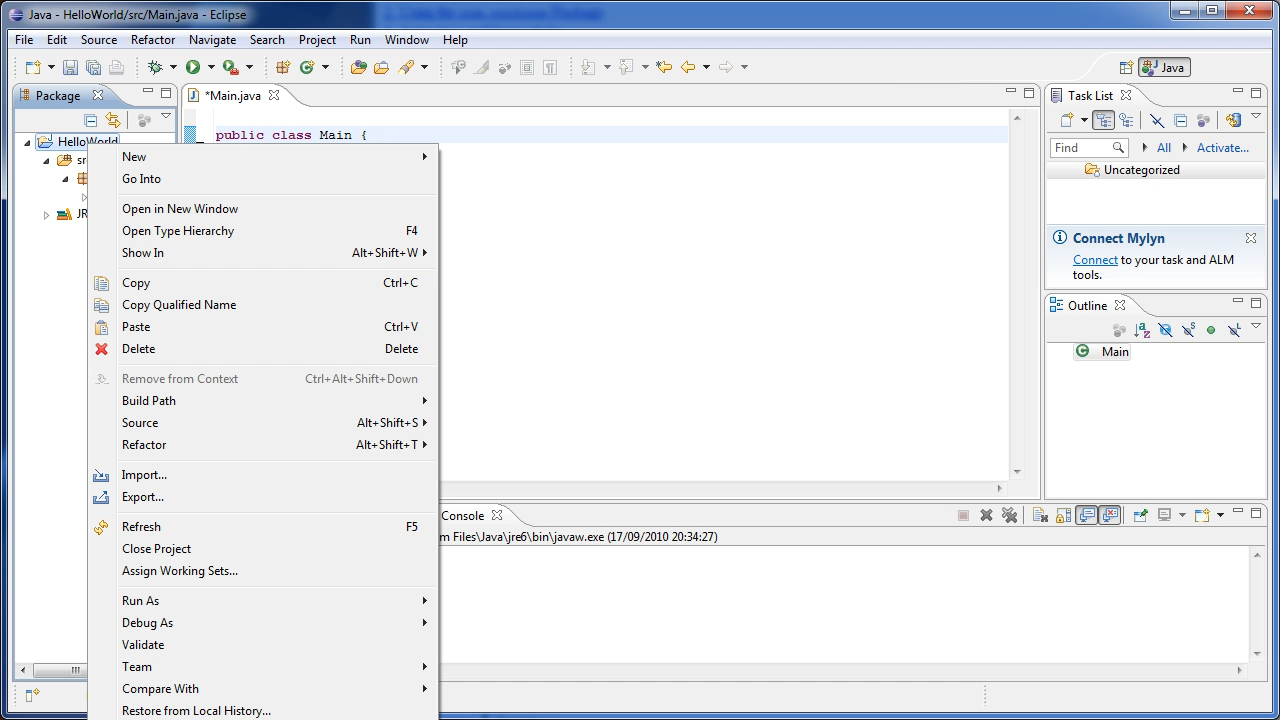 Java - HelloWorld/src/Main.java - Eclipse
File Edit Source Refactor Navigate Search Project Run Window Help
Java
Package
*Main.java
Task List
HelloWorld
public class Main {
Find
All
Activate...
Uncategorized
Connect Mylyn
Connect to your task and ALM
tools.
Outline
Main
New
Go Into
Open in New Window
Open Type Hierarchy F4
Show In Alt+Shift+W
Copy Ctrl+C
Copy Qualified Name
Paste Ctrl+V
Delete Delete
Remove from Context Ctrl+Alt+Shift+Down
Build Path
Source Alt+Shift+S
Refactor Alt+Shift+T
Import...
Export...
Refresh F5
Close Project
Assign Working Sets...
Run As
Debug As
Validate
Team
Compare With
Restore from Local History...
Console
m Files\Java\jre6\bin\javaw.exe (17/09/2010 20:34:27)